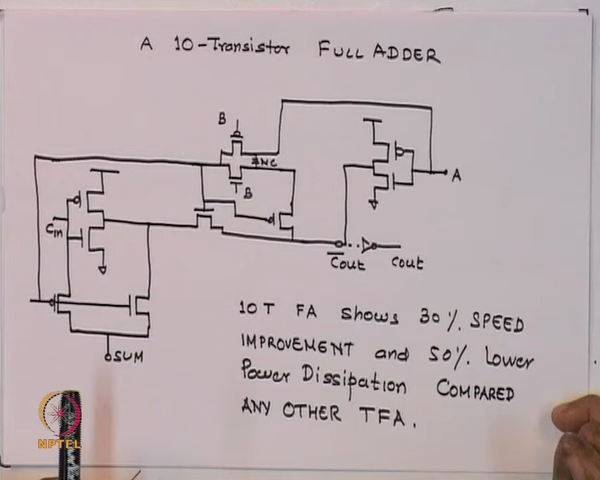 A 10-Transistor FULL ADDER
B
NC
B
A
Cin
C̅out
Cout
SUM
10T FA shows 30% SPEED
IMPROVEMENT and 50% Lower
Power Dissipation COMPARED
ANY OTHER TFA.
NPTEL